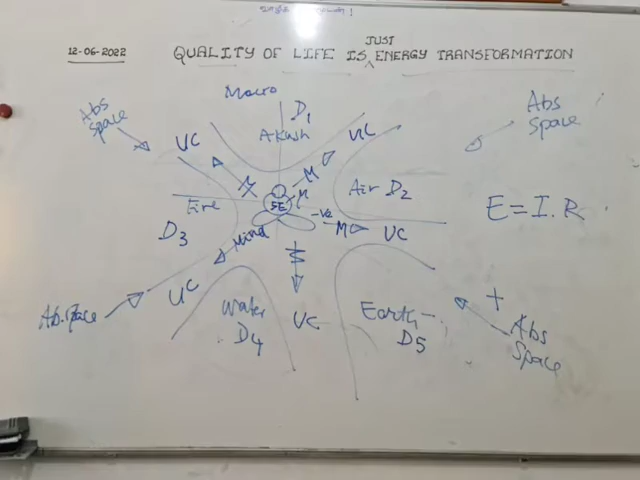 12-06-2022
QUALITY OF LIFE IS JUST ENERGY TRANSFORMATION
Macro
D1
Akash
Abs
Space
UC
UC
Abs
Space
M
M
M
SE
Air D2
E = I.R
Fire
D3
-Ve
M
UC
Mind
UC
Ab.space
Water
D4
UC
Earth
D5
+
Abs
Space